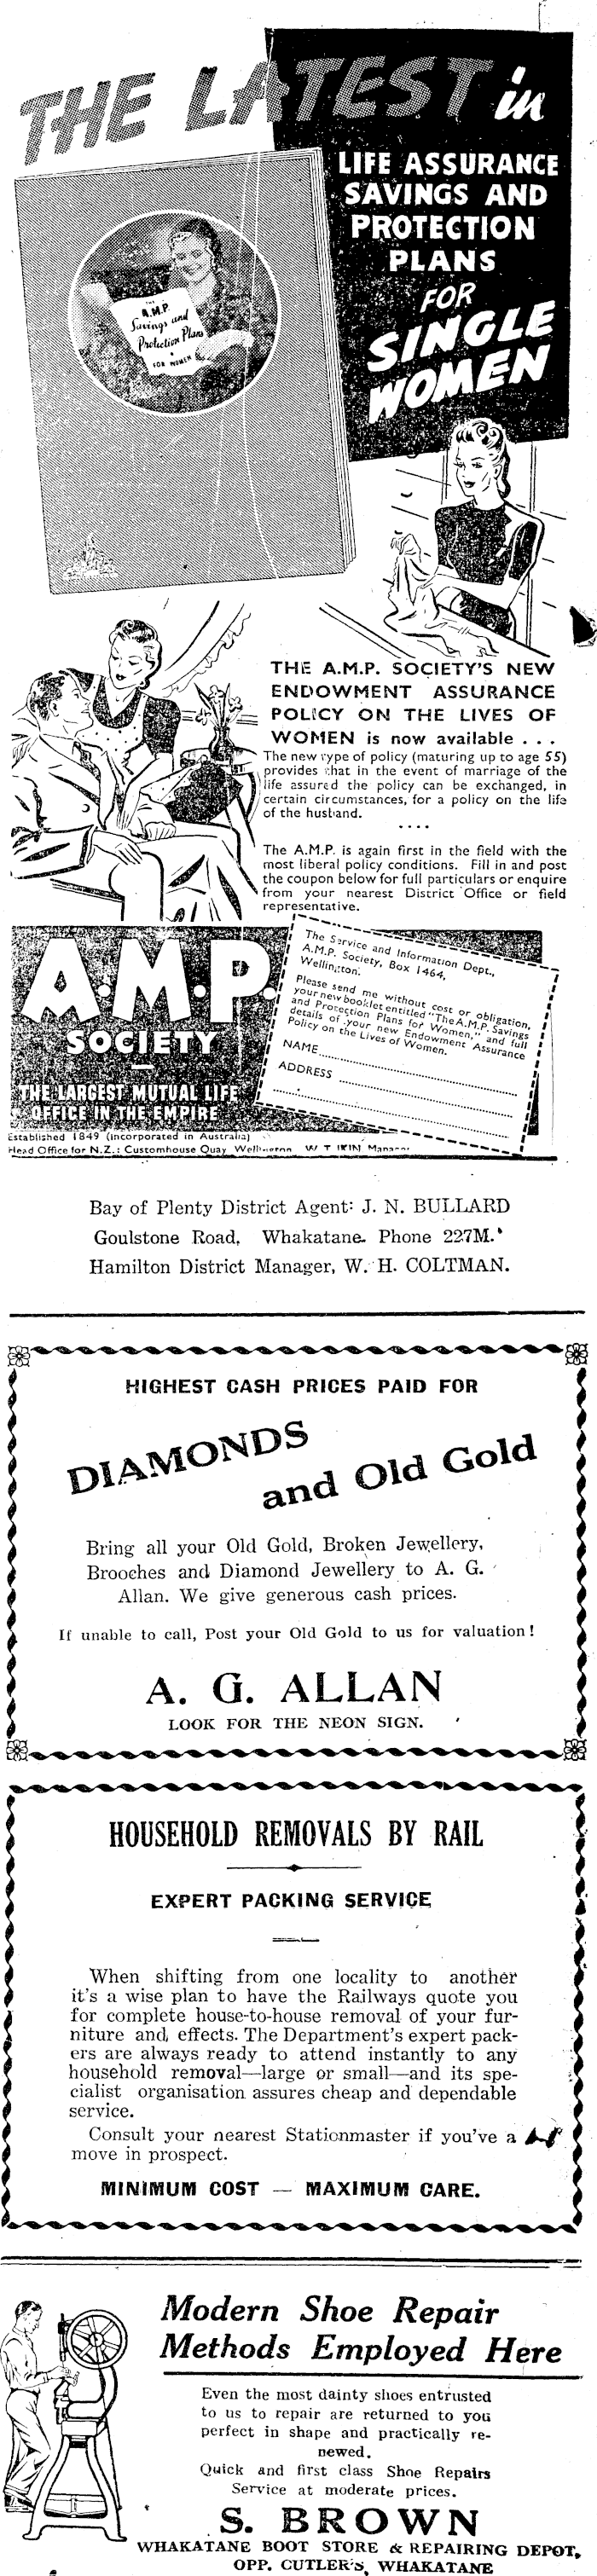 THE LATEST in
LIFE ASSURANCE
SAVINGS AND
PROTECTION
PLANS
FOR
SINGLE
WOMEN
THE
A.M.P.
Savings and
Protection Plans
FOR WOMEN
THE A.M.P. SOCIETY'S NEW
ENDOWMENT ASSURANCE
POLICY ON THE LIVES OF
WOMEN is now available . . .
The new type of policy (maturing up to age 55)
provides that in the event of marriage of the
life assured the policy can be exchanged, in
certain circumstances, for a policy on the life
of the husband.
. . . .
The A.M.P. is again first in the field with the
most liberal policy conditions. Fill in and post
the coupon below for full particulars or enquire
from your nearest District Office or field
representative.
A.M.P.
SOCIETY
THE LARGEST MUTUAL LIFE
OFFICE IN THE EMPIRE
The Service and Information Dept.,
A.M.P. Society, Box 1464,
Wellington.
Please send me without cost or obligation,
your new booklet entitled "The A.M.P. Savings
and Protection Plans for Women," and full
details of your new Endowment Assurance
Policy on the Lives of Women.
NAME
ADDRESS
Established 1849 (incorporated in Australia)
Head Office for N.Z.: Customhouse Quay, Wellington. W. T. IKIN, Manager
Bay of Plenty District Agent: J. N. BULLARD
Goulstone Road, Whakatane. Phone 227M.
Hamilton District Manager, W. H. COLTMAN.
HIGHEST CASH PRICES PAID FOR
DIAMONDS
and Old Gold
Bring all your Old Gold, Broken Jewellery,
Brooches and Diamond Jewellery to A. G.
Allan. We give generous cash prices.
If unable to call, Post your Old Gold to us for valuation!
A. G. ALLAN
LOOK FOR THE NEON SIGN.
HOUSEHOLD REMOVALS BY RAIL
EXPERT PACKING SERVICE
When shifting from one locality to another
it's a wise plan to have the Railways quote you
for complete house-to-house removal of your fur-
niture and, effects. The Department's expert pack-
ers are always ready to attend instantly to any
household removal—large or small—and its spe-
cialist organisation assures cheap and dependable
service.
Consult your nearest Stationmaster if you've a
move in prospect.
MINIMUM COST — MAXIMUM CARE.
Modern Shoe Repair
Methods Employed Here
Even the most dainty shoes entrusted
to us to repair are returned to you
perfect in shape and practically re-
newed.
Quick and first class Shoe Repairs
Service at moderate prices.
S. BROWN
WHAKATANE BOOT STORE & REPAIRING DEPOT,
OPP. CUTLER'S, WHAKATANE